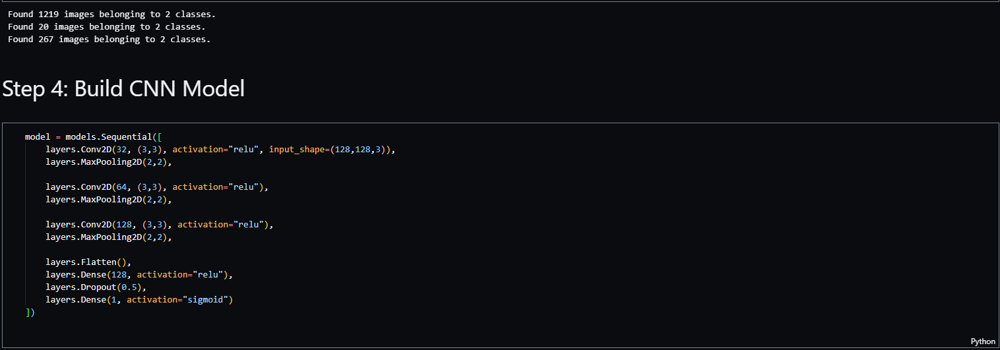 Found 1219 images belonging to 2 classes.
Found 20 images belonging to 2 classes.
Found 267 images belonging to 2 classes.
Step 4: Build CNN Model
model = models.Sequential([
    layers.Conv2D(32, (3,3), activation="relu", input_shape=(128,128,3)),
    layers.MaxPooling2D(2,2),
    layers.Conv2D(64, (3,3), activation="relu"),
    layers.MaxPooling2D(2,2),
    layers.Conv2D(128, (3,3), activation="relu"),
    layers.MaxPooling2D(2,2),
    layers.Flatten(),
    layers.Dense(128, activation="relu"),
    layers.Dropout(0.5),
    layers.Dense(1, activation="sigmoid")
])
Python